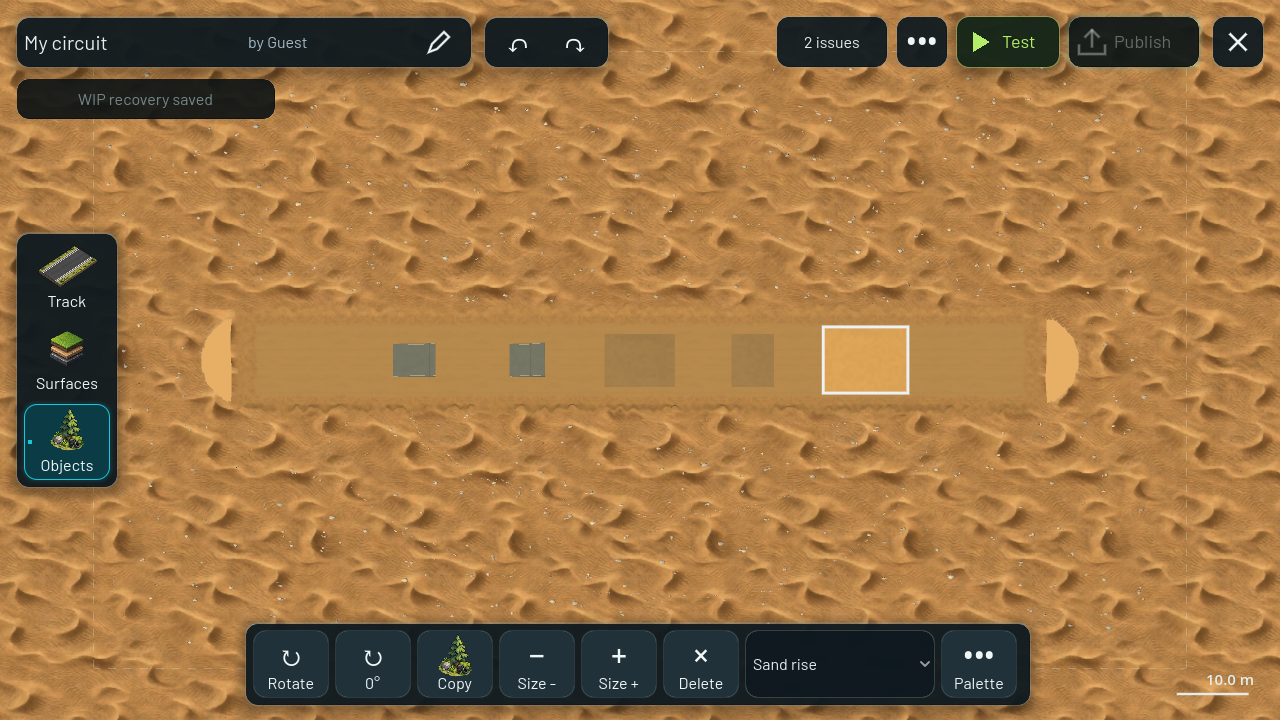 My circuit
by Guest
2 issues
Test
Publish
WIP recovery saved
Track
Surfaces
Objects
Rotate
0°
Copy
Size -
Size +
Delete
Sand rise
Palette
10.0 m